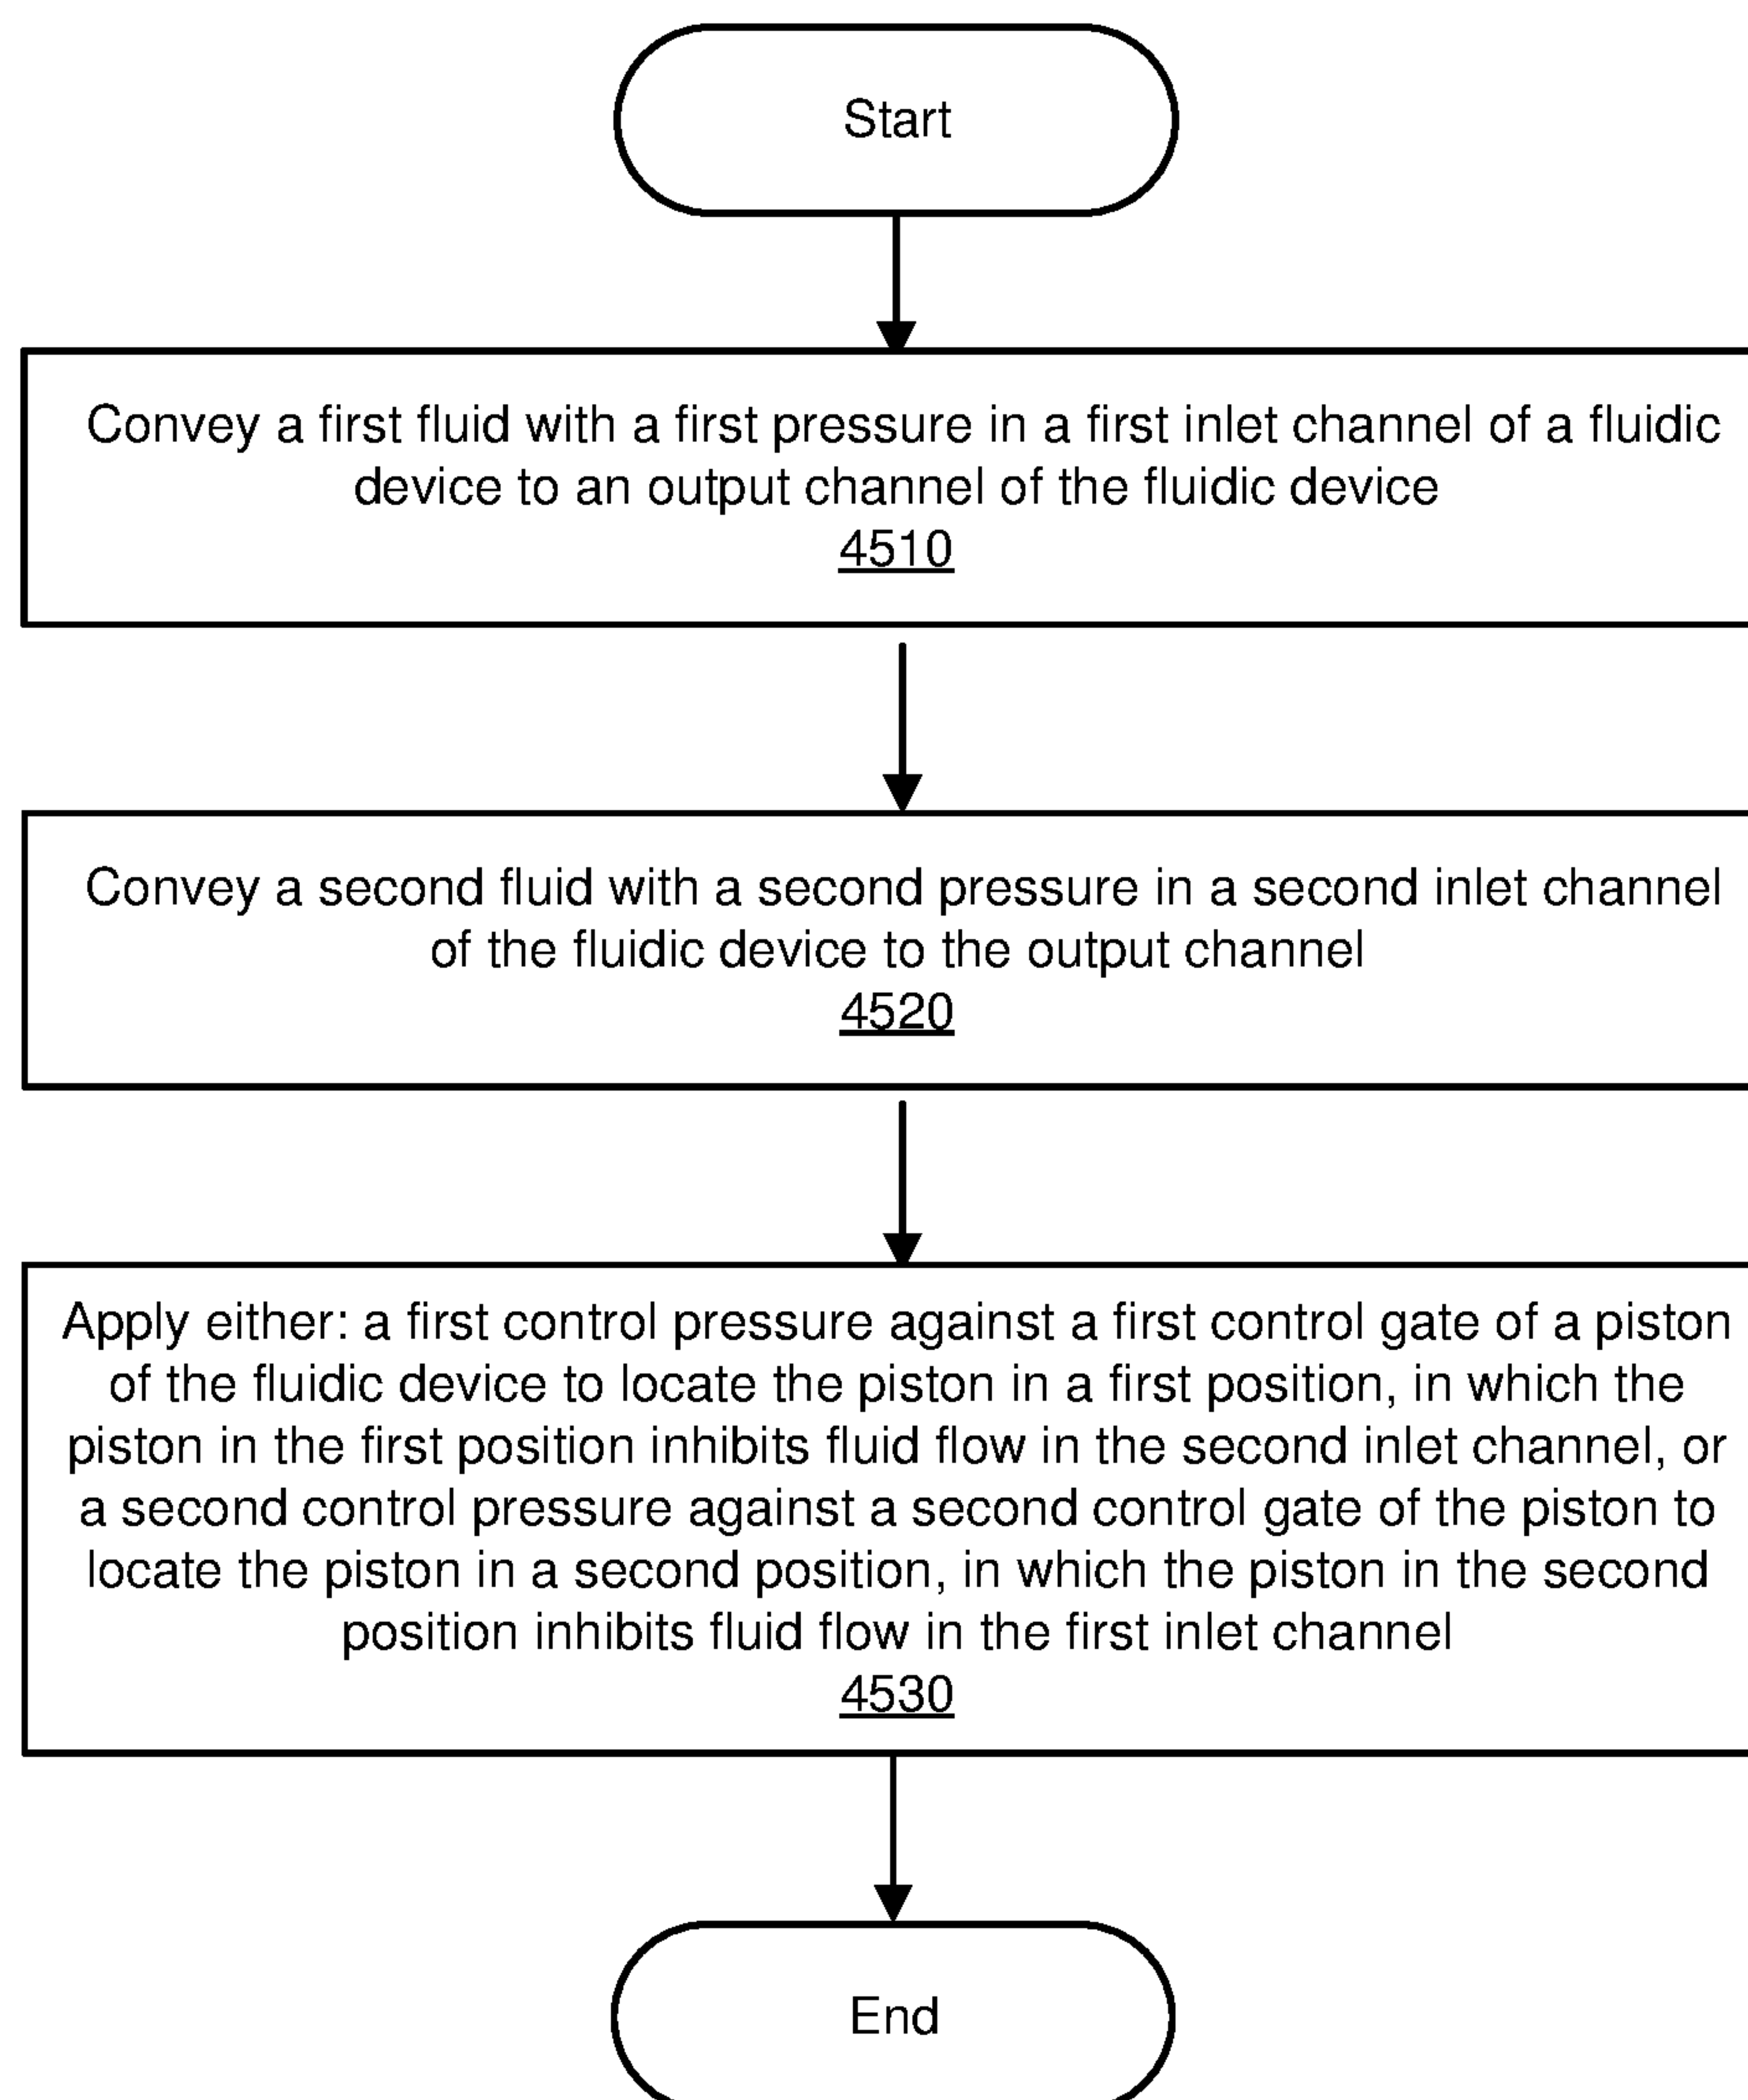 Start
Convey a first fluid with a first pressure in a first inlet channel of a fluidic
device to an output channel of the fluidic device
4510
Convey a second fluid with a second pressure in a second inlet channel
of the fluidic device to the output channel
4520
Apply either: a first control pressure against a first control gate of a piston
of the fluidic device to locate the piston in a first position, in which the
piston in the first position inhibits fluid flow in the second inlet channel, or
a second control pressure against a second control gate of the piston to
locate the piston in a second position, in which the piston in the second
position inhibits fluid flow in the first inlet channel
4530
End